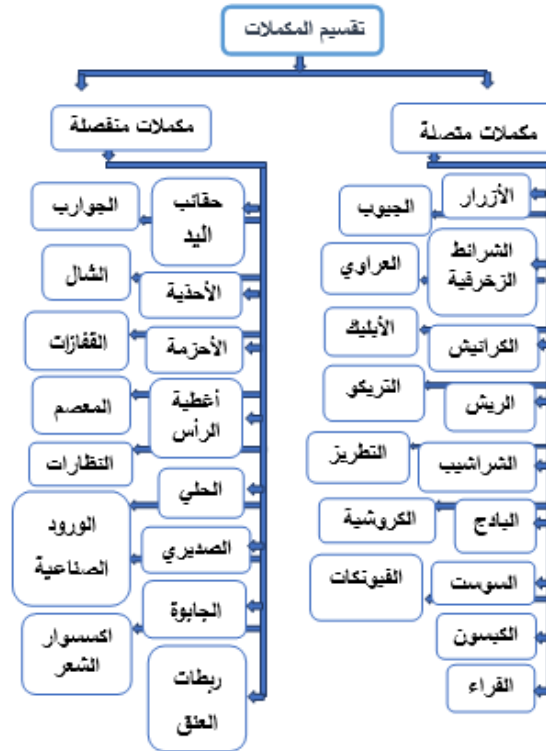 تقسيم المكملات
مكملات متصلة
الأزرار
الجيوب
الشرائط
الزخرفية
العراوي
الكرانيش
الأبليك
الريش
التريكو
الشراشيب
التطريز
البادج
الكروشية
السوست
الفيونكات
الكبسون
الفراء
مكملات منفصلة
حقائب
اليد
الجوارب
الأحذية
الشال
الأحزمة
القفازات
أغطية
الرأس
المعصم
النظارات
الحلي
الورود
الصناعية
الصديري
الجابوة
اكسسوار
الشعر
ربطات
العنق